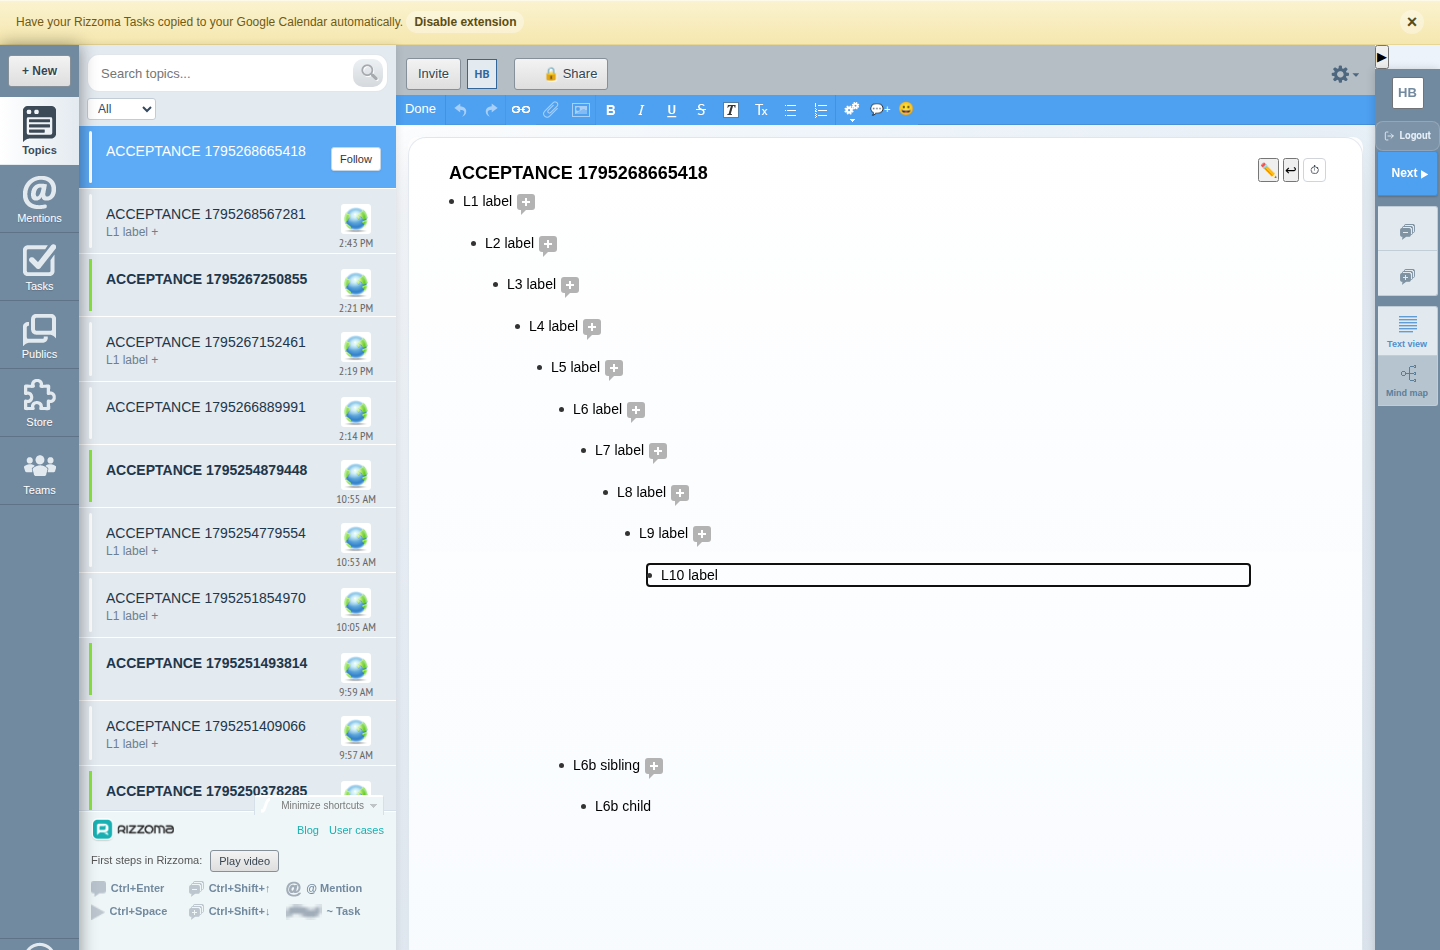 Have your Rizzoma Tasks copied to your Google Calendar automatically. Disable extension
+ New
Topics
Mentions
Tasks
Publics
Store
Teams
Search topics...
All
ACCEPTANCE 1795268665418
Follow
ACCEPTANCE 1795268567281
L1 label +
2:43 PM
ACCEPTANCE 1795267250855
2:21 PM
ACCEPTANCE 1795267152461
L1 label +
2:19 PM
ACCEPTANCE 1795266889991
2:14 PM
ACCEPTANCE 1795254879448
10:55 AM
ACCEPTANCE 1795254779554
L1 label +
10:53 AM
ACCEPTANCE 1795251854970
L1 label +
10:05 AM
ACCEPTANCE 1795251493814
9:59 AM
ACCEPTANCE 1795251409066
L1 label +
9:57 AM
ACCEPTANCE 1795250378285
Minimize shortcuts
RIZZOMA
Blog User cases
First steps in Rizzoma: Play video
Ctrl+Enter Ctrl+Shift+↑ @ Mention
Ctrl+Space Ctrl+Shift+↓ ~ Task
Invite HB Share
Done B I U S T Tx
ACCEPTANCE 1795268665418
L1 label
L2 label
L3 label
L4 label
L5 label
L6 label
L7 label
L8 label
L9 label
L10 label
L6b sibling
L6b child
HB
Logout
Next
Text view
Mind map